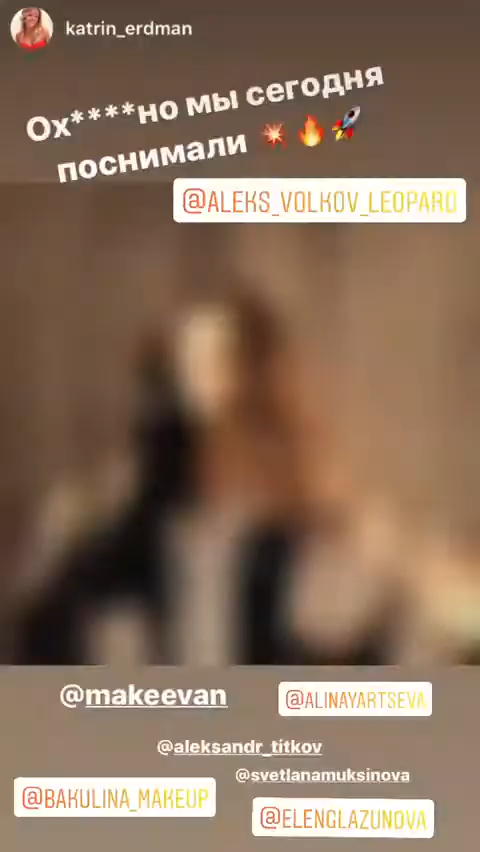 katrin_erdman
Ох****но мы сегодня
поснимали 💥🔥🚀
@ALEKS_VOLKOV_LEOPARD
@makeevan
@ALINAYARTSEVA
@aleksandr_titkov
@svetlanamuksinova
@BAKULINA_MAKEUP
@ELENGLAZUNOVA